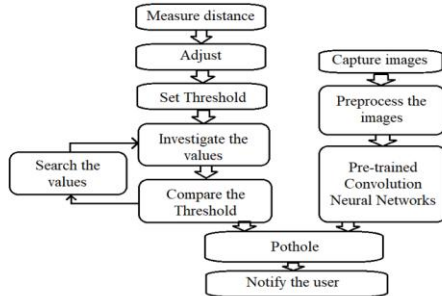 Measure distance
Adjust
Set Threshold
Investigate the
values
Search the
values
Compare the
Threshold
Capture images
Preprocess the
images
Pre-trained
Convolution
Neural Networks
Pothole
Notify the user